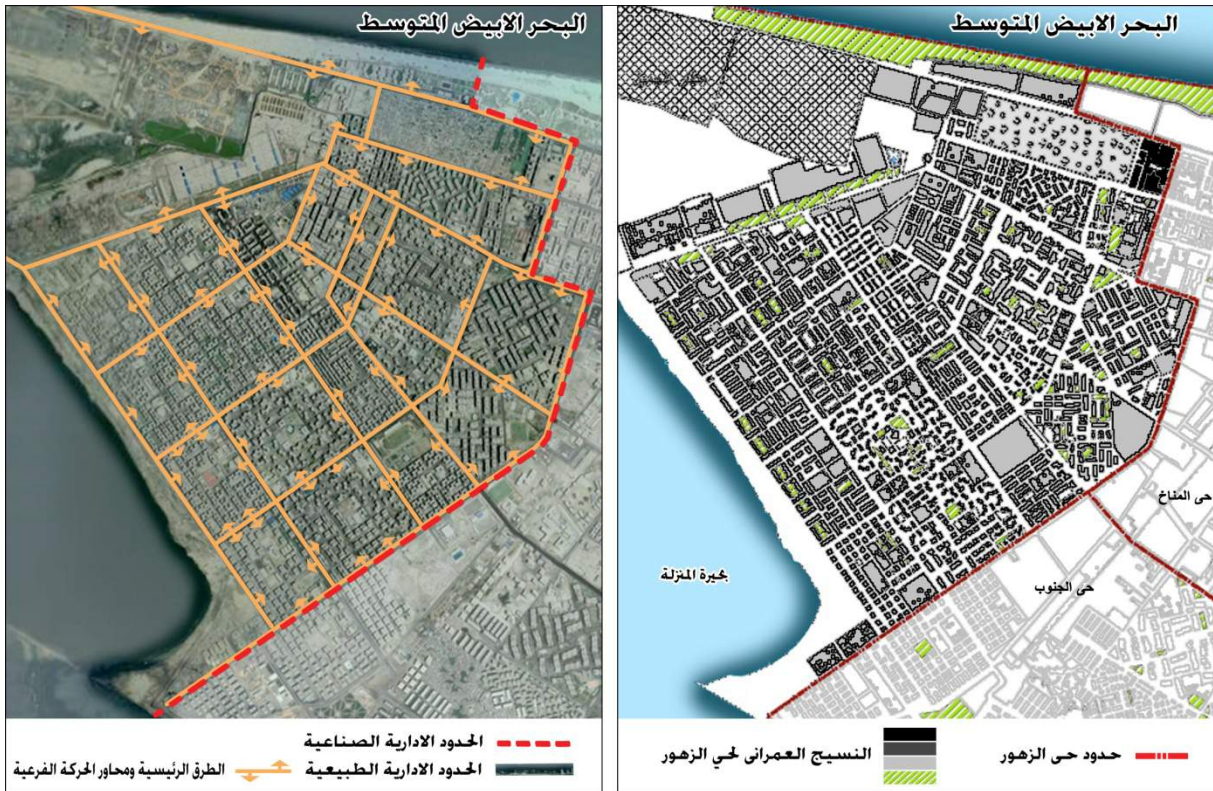 البحر الابيض المتوسط
البحر الابيض المتوسط
حى المناخ
بحيرة المنزلة
حى الجنوب
الحدود الادارية الصناعية
الحدود الادارية الطبيعية
الطرق الرئيسية ومحاور الحركة الفرعية
حدود حى الزهور
النسيج العمرانى لحي الزهور